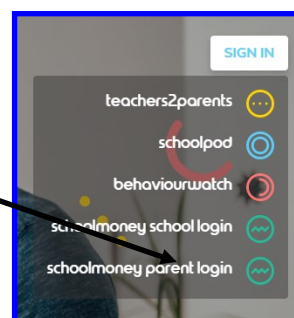 SIGN IN
teachers2parents
schoolpod
behaviourwatch
schoolmoney school login
schoolmoney parent login